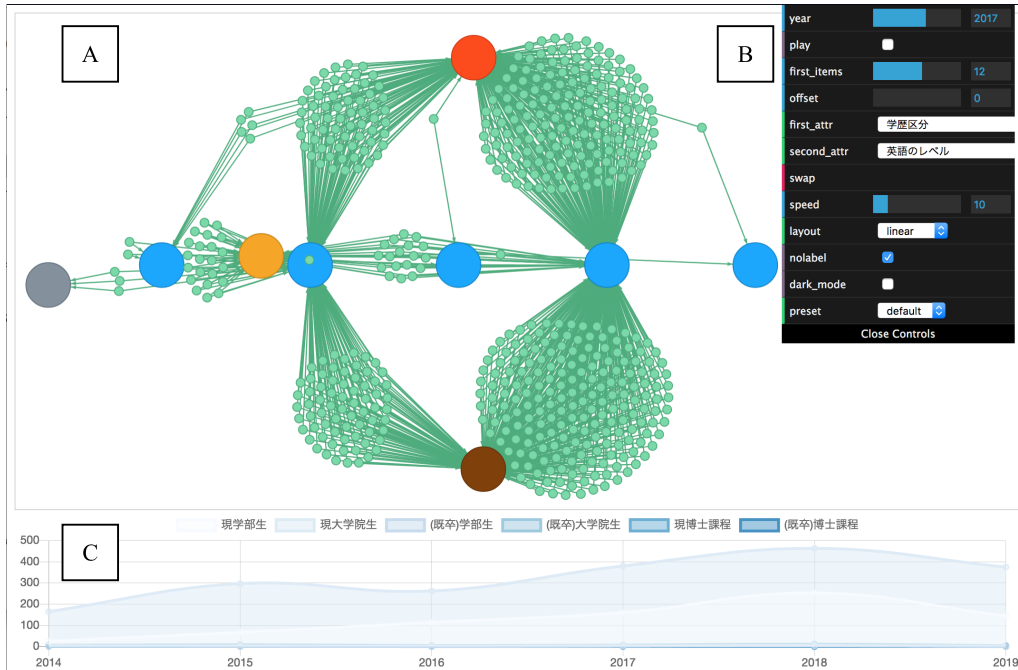 A
B
year 2017
play
first_items 12
offset 0
first_attr 学歴区分
second_attr 英語のレベル
swap
speed 10
layout linear
nolabel
dark_mode
preset default
Close Controls
C
現学部生 現大学院生 (既卒)学部生 (既卒)大学院生 現博士課程 (既卒)博士課程
500
400
300
200
100
0
2014 2015 2016 2017 2018 2019